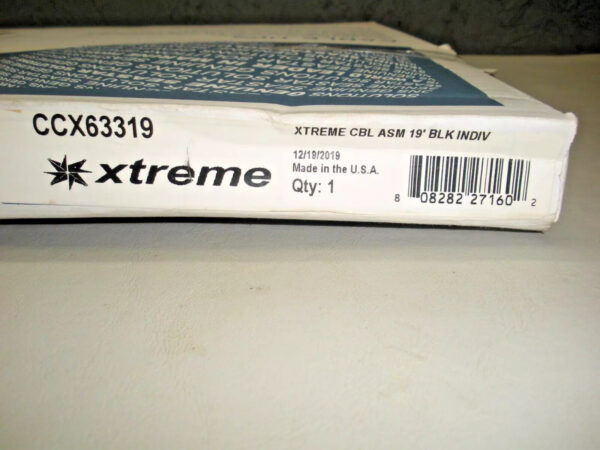 CCX63319
XTREME CBL ASM 19' BLK INDIV
xtreme
12/19/2019
Made in the U.S.A.
Qty: 1
8 08282 27160 2